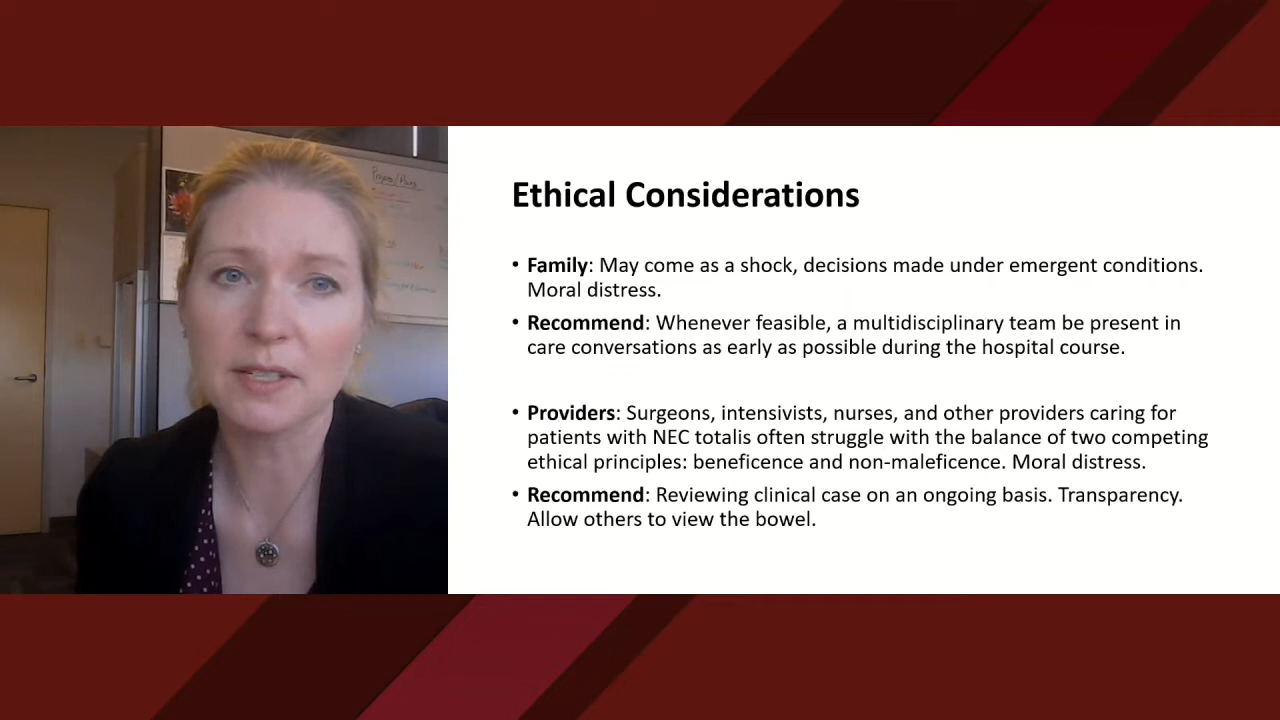 Projects/Plans
Ethical Considerations
• Family: May come as a shock, decisions made under emergent conditions.
Moral distress.
• Recommend: Whenever feasible, a multidisciplinary team be present in
care conversations as early as possible during the hospital course.
• Providers: Surgeons, intensivists, nurses, and other providers caring for
patients with NEC totalis often struggle with the balance of two competing
ethical principles: beneficence and non-maleficence. Moral distress.
• Recommend: Reviewing clinical case on an ongoing basis. Transparency.
Allow others to view the bowel.